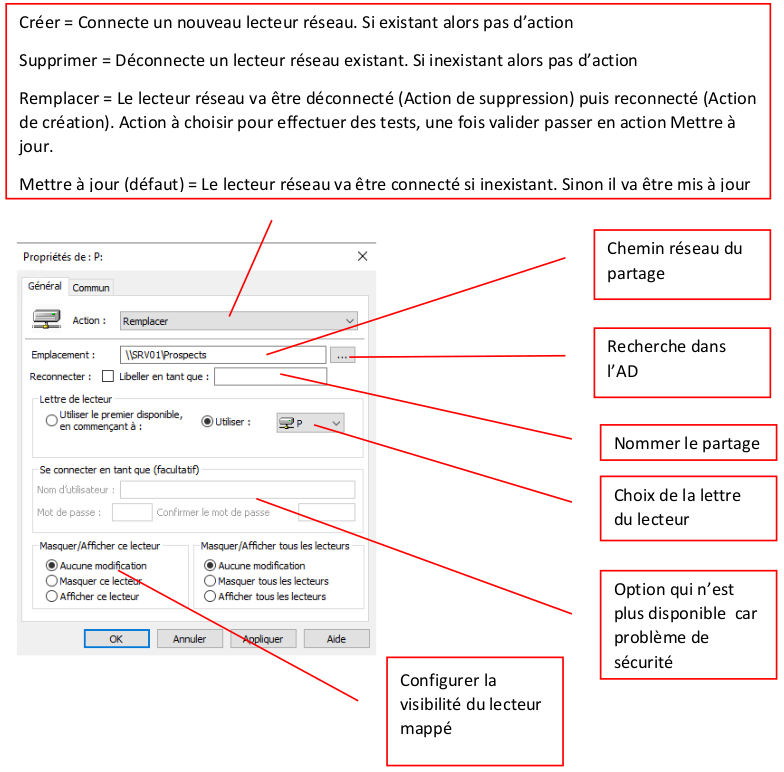 Créer = Connecte un nouveau lecteur réseau. Si existant alors pas d’action
Supprimer = Déconnecte un lecteur réseau existant. Si inexistant alors pas d’action
Remplacer = Le lecteur réseau va être déconnecté (Action de suppression) puis reconnecté (Action
de création). Action à choisir pour effectuer des tests, une fois valider passer en action Mettre à
jour.
Mettre à jour (défaut) = Le lecteur réseau va être connecté si inexistant. Sinon il va être mis à jour
Propriétés de : P:
Général Commun
Action : Remplacer
Emplacement : \\SRV01\Prospects ...
Reconnecter : Libeller en tant que :
Lettre de lecteur
Utiliser le premier disponible,
en commençant à :
Utiliser : P
Se connecter en tant que (facultatif)
Nom d'utilisateur :
Mot de passe : Confirmer le mot de passe
Masquer/Afficher ce lecteur
Aucune modification
Masquer ce lecteur
Afficher ce lecteur
Masquer/Afficher tous les lecteurs
Aucune modification
Masquer tous les lecteurs
Afficher tous les lecteurs
OK Annuler Appliquer Aide
Chemin réseau du
partage
Recherche dans
l’AD
Nommer le partage
Choix de la lettre
du lecteur
Option qui n’est
plus disponible car
problème de
sécurité
Configurer la
visibilité du lecteur
mappé